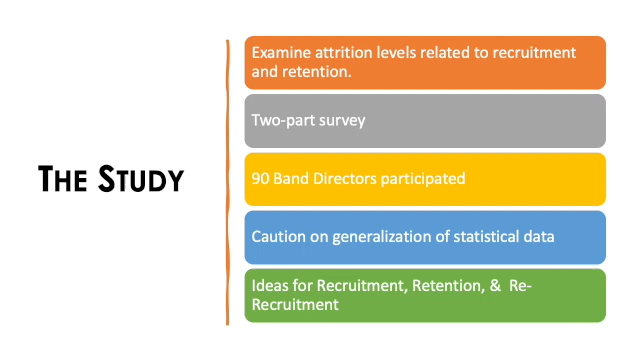 THE STUDY
Examine attrition levels related to recruitment
and retention.
Two-part survey
90 Band Directors participated
Caution on generalization of statistical data
Ideas for Recruitment, Retention, & Re-
Recruitment